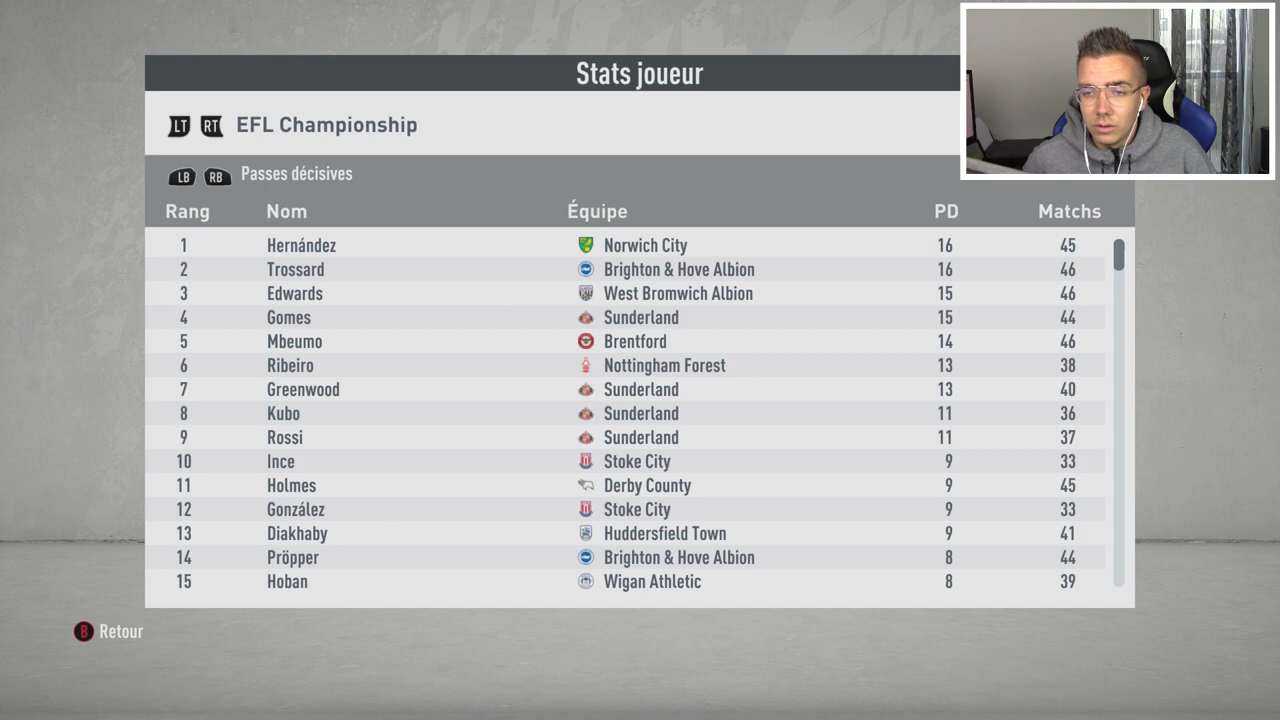 Stats joueur
LT RT EFL Championship
LB RB Passes décisives
Rang Nom Équipe PD Matchs
1 Hernández Norwich City 16 45
2 Trossard Brighton & Hove Albion 16 46
3 Edwards West Bromwich Albion 15 46
4 Gomes Sunderland 15 44
5 Mbeumo Brentford 14 46
6 Ribeiro Nottingham Forest 13 38
7 Greenwood Sunderland 13 40
8 Kubo Sunderland 11 36
9 Rossi Sunderland 11 37
10 Ince Stoke City 9 33
11 Holmes Derby County 9 45
12 González Stoke City 9 33
13 Diakhaby Huddersfield Town 9 41
14 Pröpper Brighton & Hove Albion 8 44
15 Hoban Wigan Athletic 8 39
B Retour